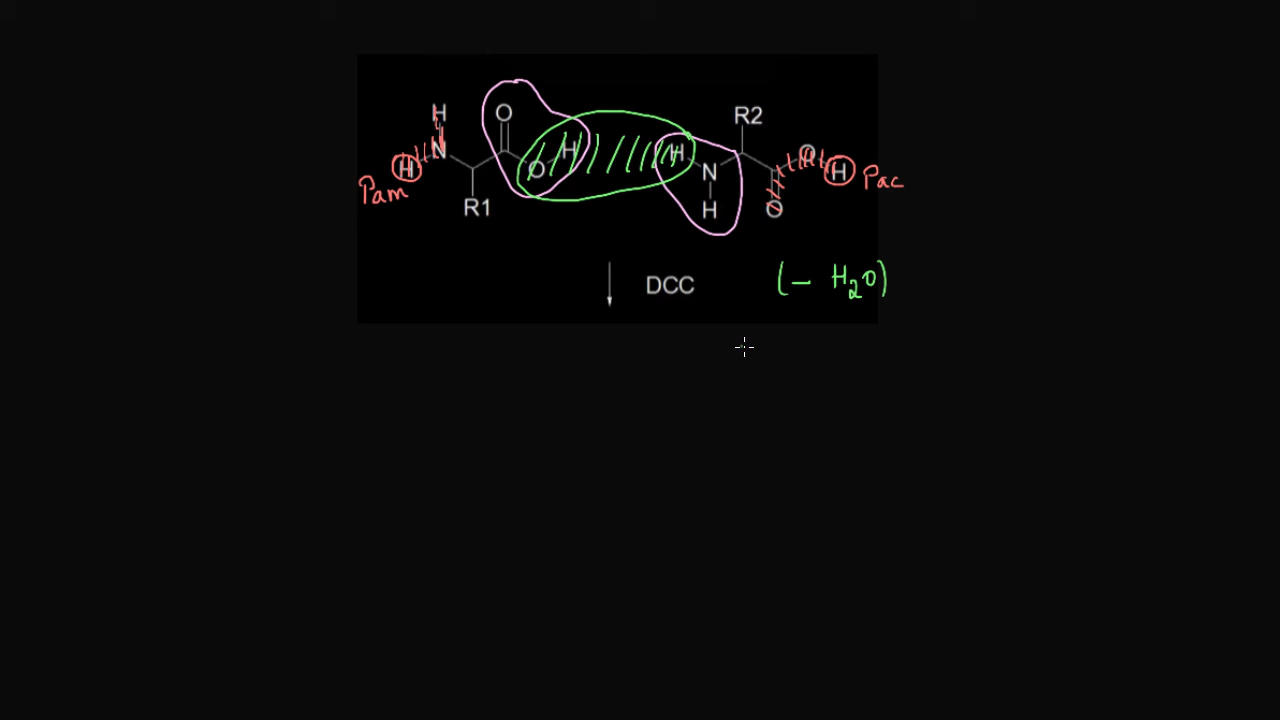 H O R2
H N O H H N O H
Pam Pac
R1 H O
DCC (- H2O)